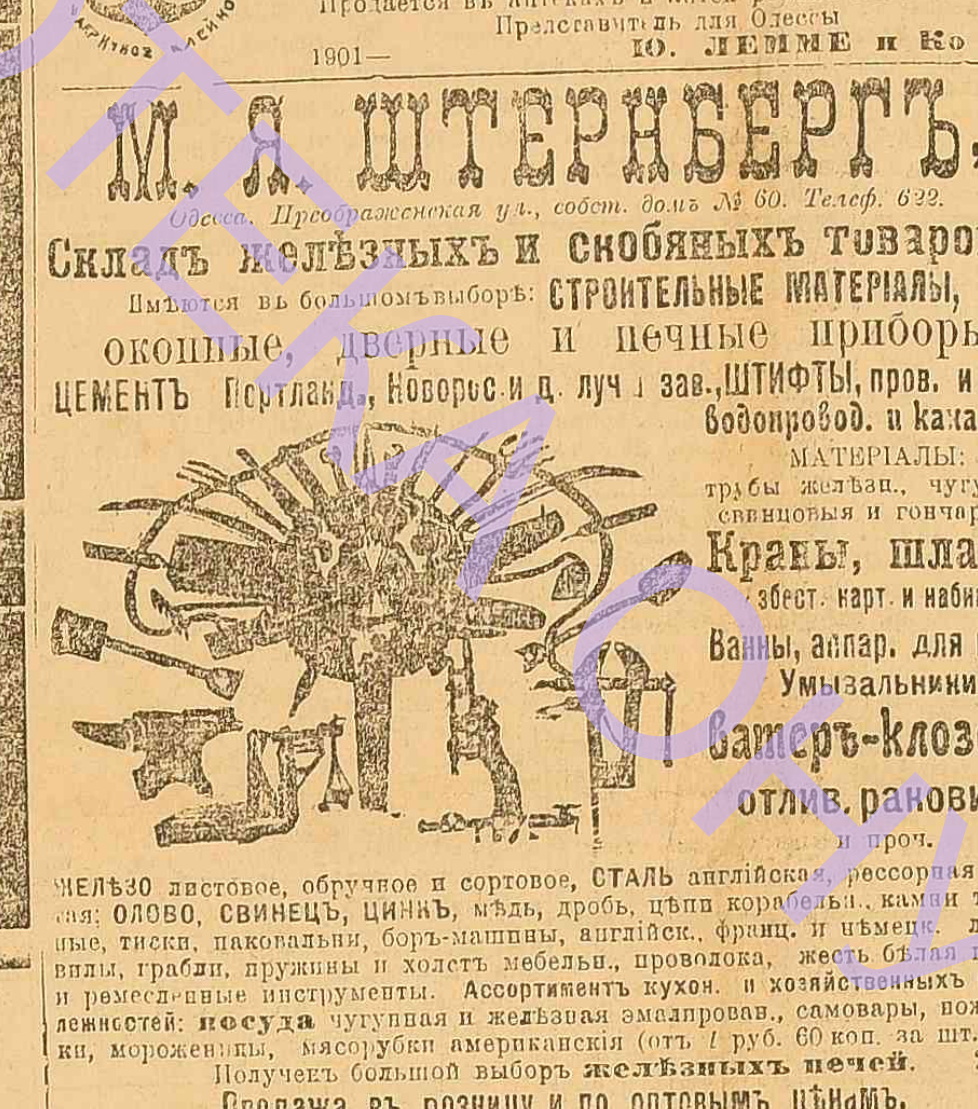 Продается въ аптекахъ и аптек
Представитель для Одессы
Ю. ЛЕММЕ и Ко
1901—
М. Я. ШТЕРНБЕРГЪ.
Одесса. Преображенская ул., собст. домъ № 60. Телеф. 622.
Складъ желѣзныхъ и скобяныхъ товаро
Имѣются въ большомъ выборѣ: СТРОИТЕЛЬНЫЕ МАТЕРІАЛЫ,
оконные, дверные и печные приборы
ЦЕМЕНТЪ Портланд., Новорос. и д. луч зав., ШТИФТЫ, пров. и
водопровод. и кана
МАТЕРІАЛЫ:
трубы желѣзн., чугу
свинцовыя и гончар
Краны, шла
збест. карт. и наби
Ванны, аппар. для
Умывальники
Ватеръ-клоз
отлив. ракови
и проч.
ЖЕЛѢЗО листовое, обручное и сортовое, СТАЛЬ англійская, рессорная
кая; ОЛОВО, СВИНЕЦЪ, ЦИНКЪ, мѣдь, дробь, цѣпи корабельн., камни т
ные, тиски, наковальни, боръ-машины, англійск., франц. и нѣмецк.
вилы, грабли, пружины и холстъ мебельн., проволока, жесть бѣлая
и ремесленные инструменты. Ассортиментъ кухон. и хозяйственныхъ
лежностей: посуда чугунная и желѣзная эмалирован., самовары, нож
ки, мороженицы, мясорубки американскія (отъ 1 руб. 60 коп. за шт.
Получекъ большой выборъ желѣзныхъ печей.
Продажа въ розницу и по оптовымъ цѣнамъ.